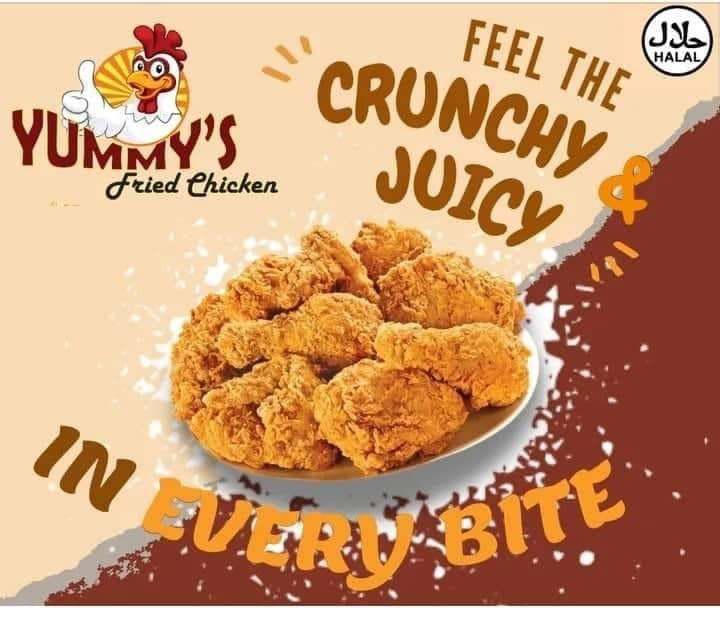 YUMMY'S
Fried Chicken
FEEL THE
CRUNCHY &
JUICY
حلال
HALAL
IN EVERY BITE